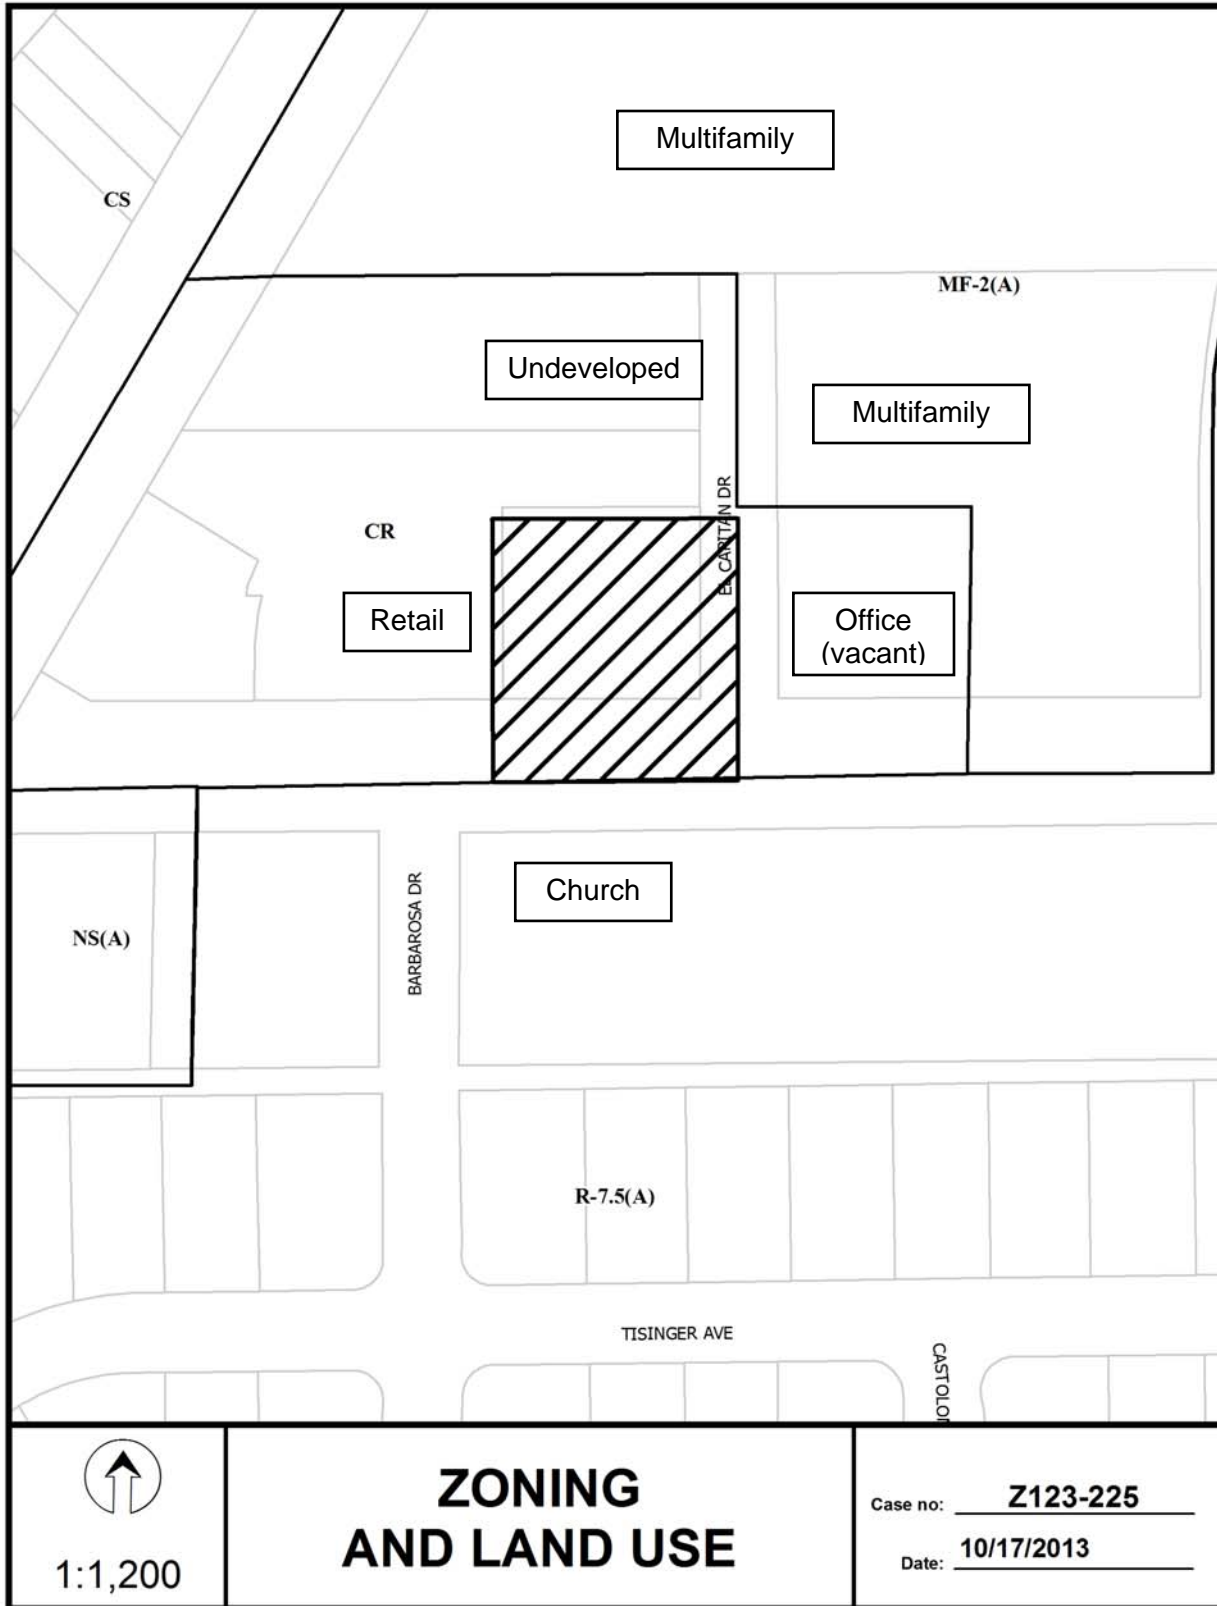 Multifamily
CS
MF-2(A)
Undeveloped
Multifamily
EL CAPITAN DR
CR
Retail
Office
(vacant)
Church
BARBAROSA DR
NS(A)
R-7.5(A)
TISINGER AVE
CASTOLO
1:1,200
ZONING
AND LAND USE
Case no: Z123-225
Date: 10/17/2013